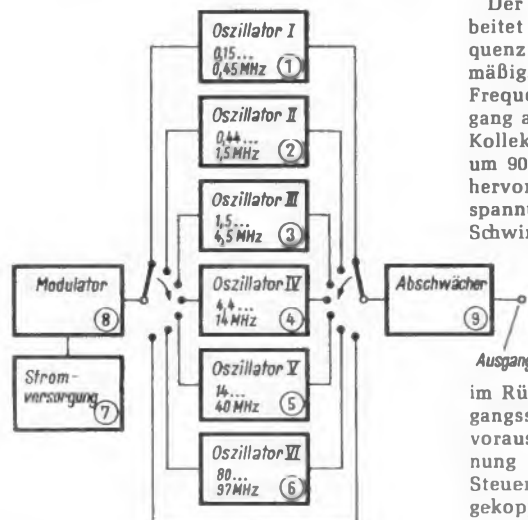 Oszillator I
0,15...
0,45 MHz
1
Oszillator II
0,44...
1,5 MHz
2
Oszillator III
1,5...
4,5 MHz
3
Modulator
8
Oszillator IV
4,4...
14 MHz
4
Abschwächer
9
Ausgang
Strom-
versorgung
7
Oszillator V
14...
40 MHz
5
Oszillator VI
80...
97 MHz
6
Der
beitet
quenz
mäßig
Freque
gang a
Kollek
um 90
hervor
spannu
Schwin
im Rü
gangss
voraus
nung
Steuer
gekop